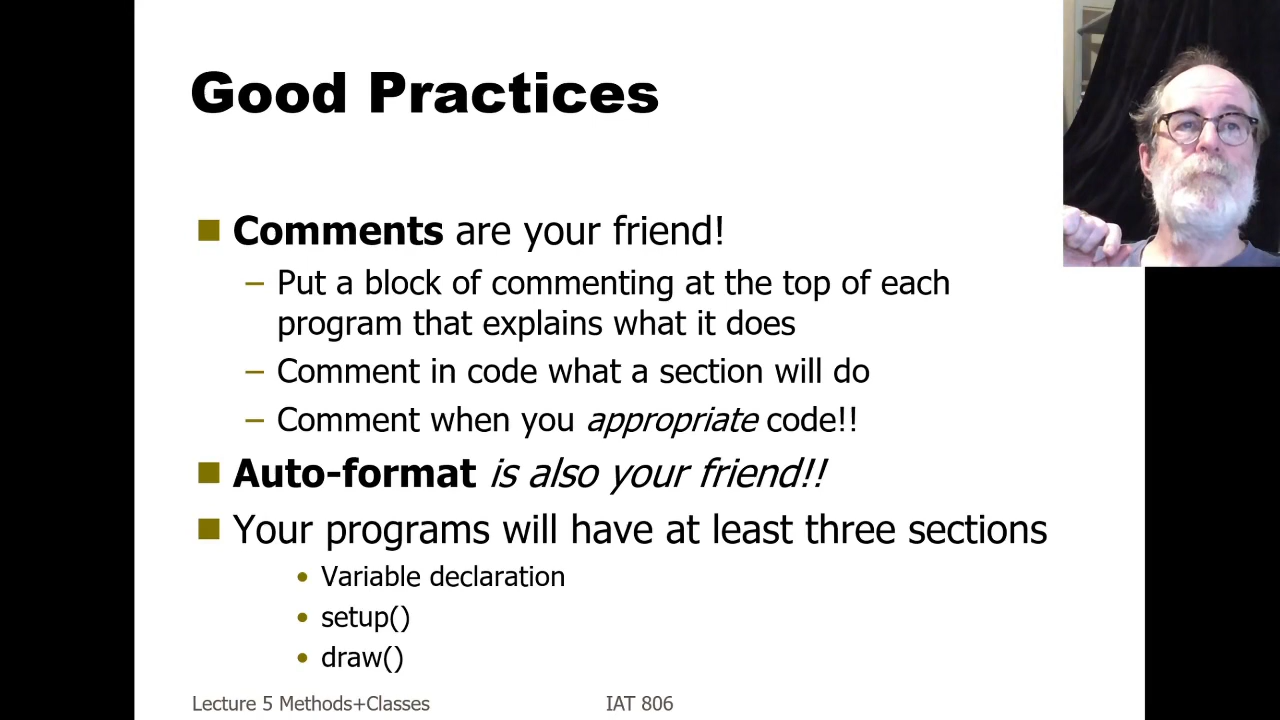 Good Practices
Comments are your friend!
– Put a block of commenting at the top of each
program that explains what it does
– Comment in code what a section will do
– Comment when you appropriate code!!
Auto-format is also your friend!!
Your programs will have at least three sections
• Variable declaration
• setup()
• draw()
Lecture 5 Methods+Classes
IAT 806